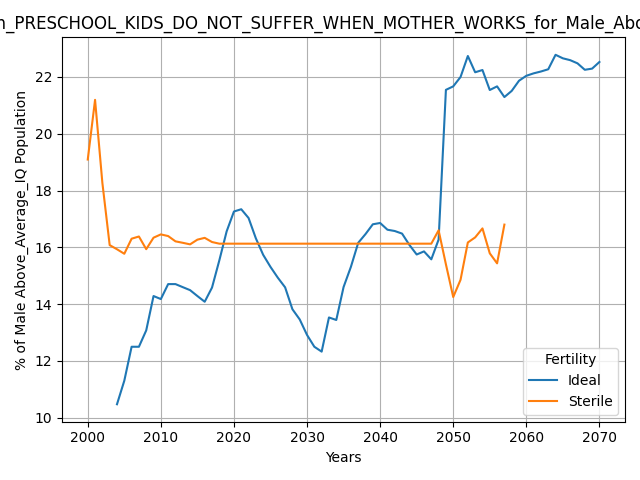 n_PRESCHOOL_KIDS_DO_NOT_SUFFER_WHEN_MOTHER_WORKS_for_Male_Abo
% of Male Above_Average_IQ Population
22
20
18
16
14
12
10
2000 2010 2020 2030 2040 2050 2060 2070
Years
Fertility
Ideal
Sterile